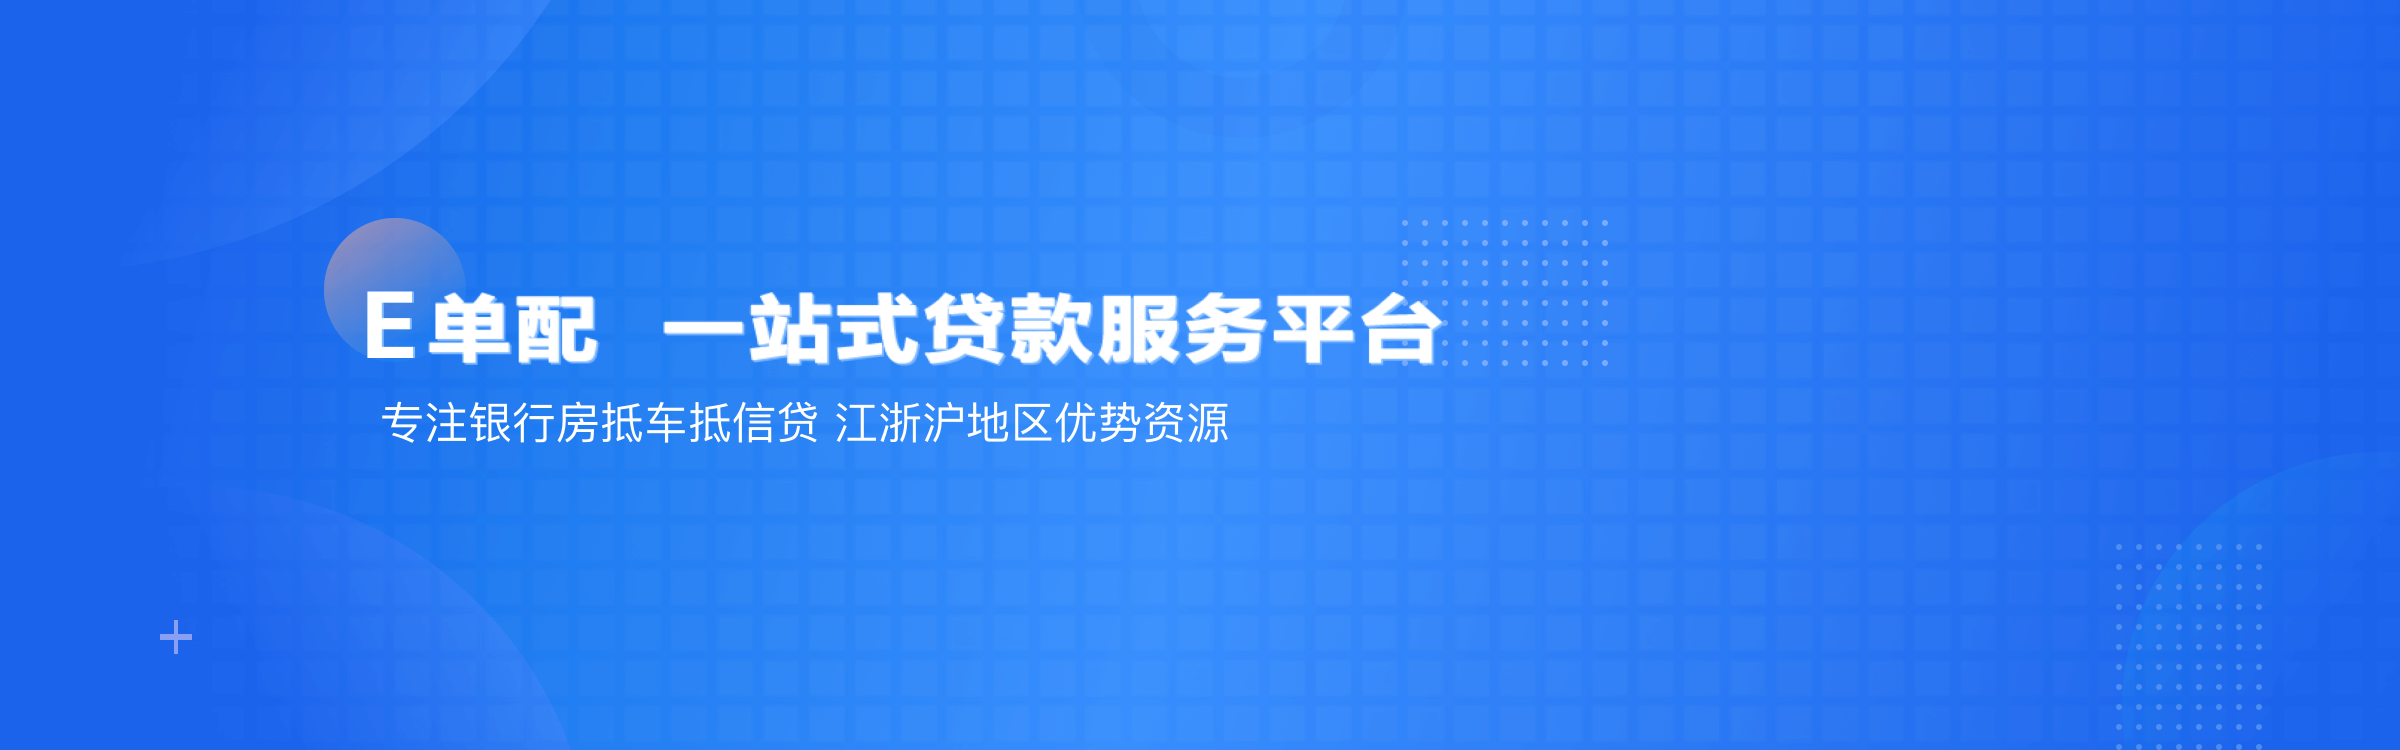 E单配 一站式贷款服务平台
专注银行房抵车抵信贷 江浙沪地区优势资源